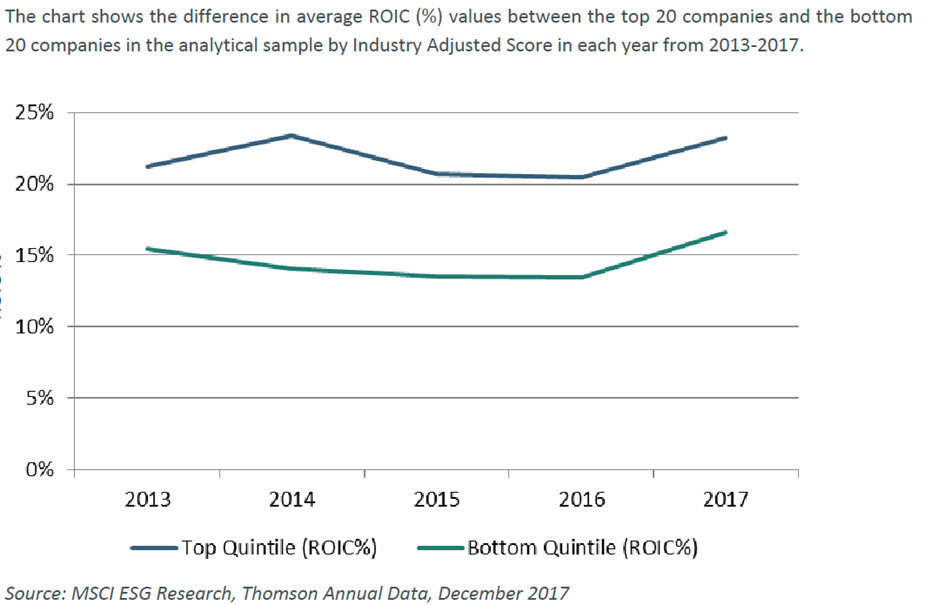 The chart shows the difference in average ROIC (%) values between the top 20 companies and the bottom
20 companies in the analytical sample by Industry Adjusted Score in each year from 2013-2017.
25%
20%
15%
10%
5%
0%
2013 2014 2015 2016 2017
Top Quintile (ROIC%) Bottom Quintile (ROIC%)
Source: MSCI ESG Research, Thomson Annual Data, December 2017